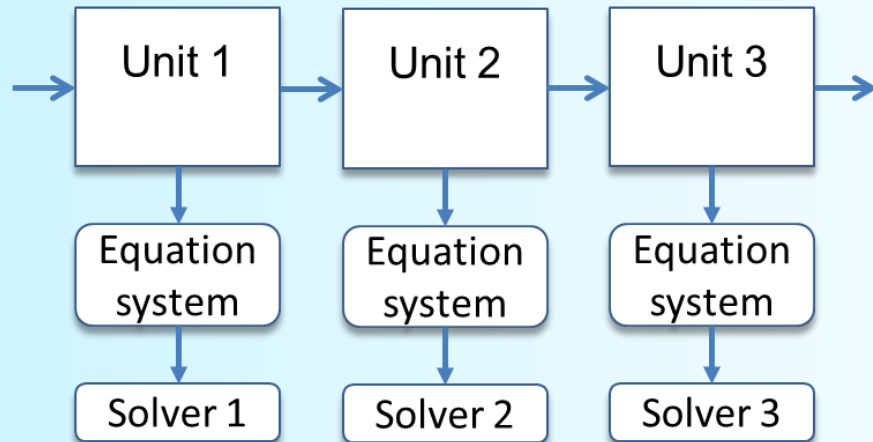 Unit 1
Unit 2
Unit 3
Equation
system
Equation
system
Equation
system
Solver 1
Solver 2
Solver 3